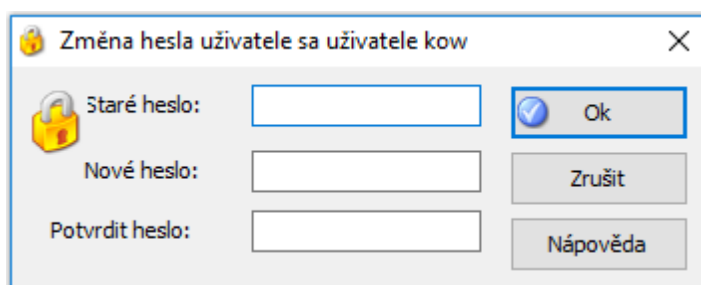 Změna hesla uživatele sa uživatele kow
Staré heslo:
Ok
Nové heslo:
Zrušit
Potvrdit heslo:
Nápověda